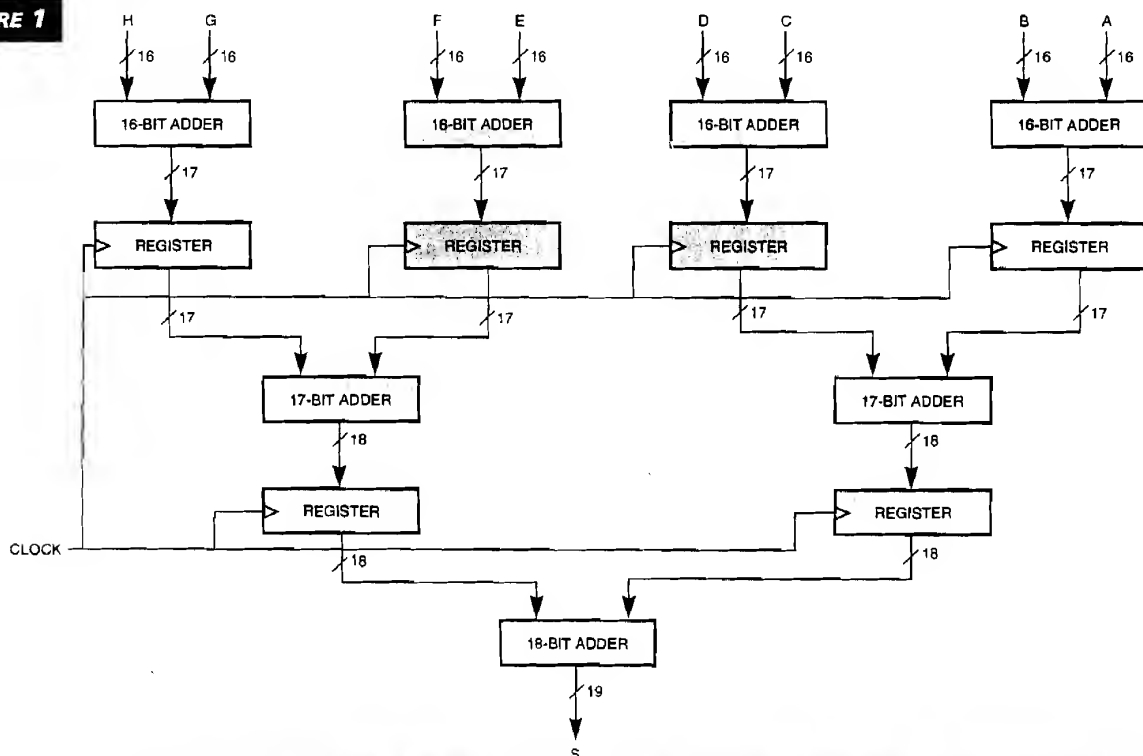 RE 1
H G F E D C B A
16 16 16 16 16 16 16 16
16-BIT ADDER 16-BIT ADDER 16-BIT ADDER 16-BIT ADDER
17 17 17 17
REGISTER REGISTER REGISTER REGISTER
17 17 17 17
17-BIT ADDER 17-BIT ADDER
18 18
REGISTER REGISTER
CLOCK
18 18
18-BIT ADDER
19
S